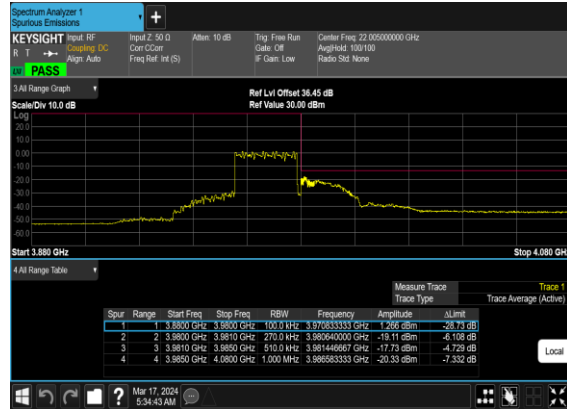 Spectrum Analyzer 1
Spurious Emissions
KEYSIGHT Input: RF Input Z: 50 Ω Atten: 10 dB Trig: Free Run Center Freq: 22.005000000 GHz
R T Coupling: DC Corr CCorr Gate: Off Avg|Hold: 100/100
Align: Auto Freq Ref: Int (S) IF Gain: Low Radio Std: None
PASS
3 All Range Graph
Ref Lvl Offset 36.45 dB
Scale/Div 10.0 dB Ref Value 30.00 dBm
Log
20.0
10.0
0.00
-10.0
-20.0
-30.0
-40.0
-50.0
-60.0
Start 3.880 GHz Stop 4.080 GH
4 All Range Table
Measure Trace Trace 1
Trace Type Trace Average (Active)
Spur Range Start Freq Stop Freq RBW Frequency Amplitude ΔLimit
1 1 3.8800 GHz 3.9800 GHz 100.0 kHz 3.970833333 GHz 1.266 dBm -28.73 dB
2 2 3.9800 GHz 3.9810 GHz 270.0 kHz 3.980640000 GHz -19.11 dBm -6.108 dB
3 3 3.9810 GHz 3.9850 GHz 510.0 kHz 3.981446667 GHz -17.73 dBm -4.729 dB
4 4 3.9850 GHz 4.0800 GHz 1.000 MHz 3.986583333 GHz -20.33 dBm -7.332 dB
Local
? Mar 17, 2024
5:34:43 AM